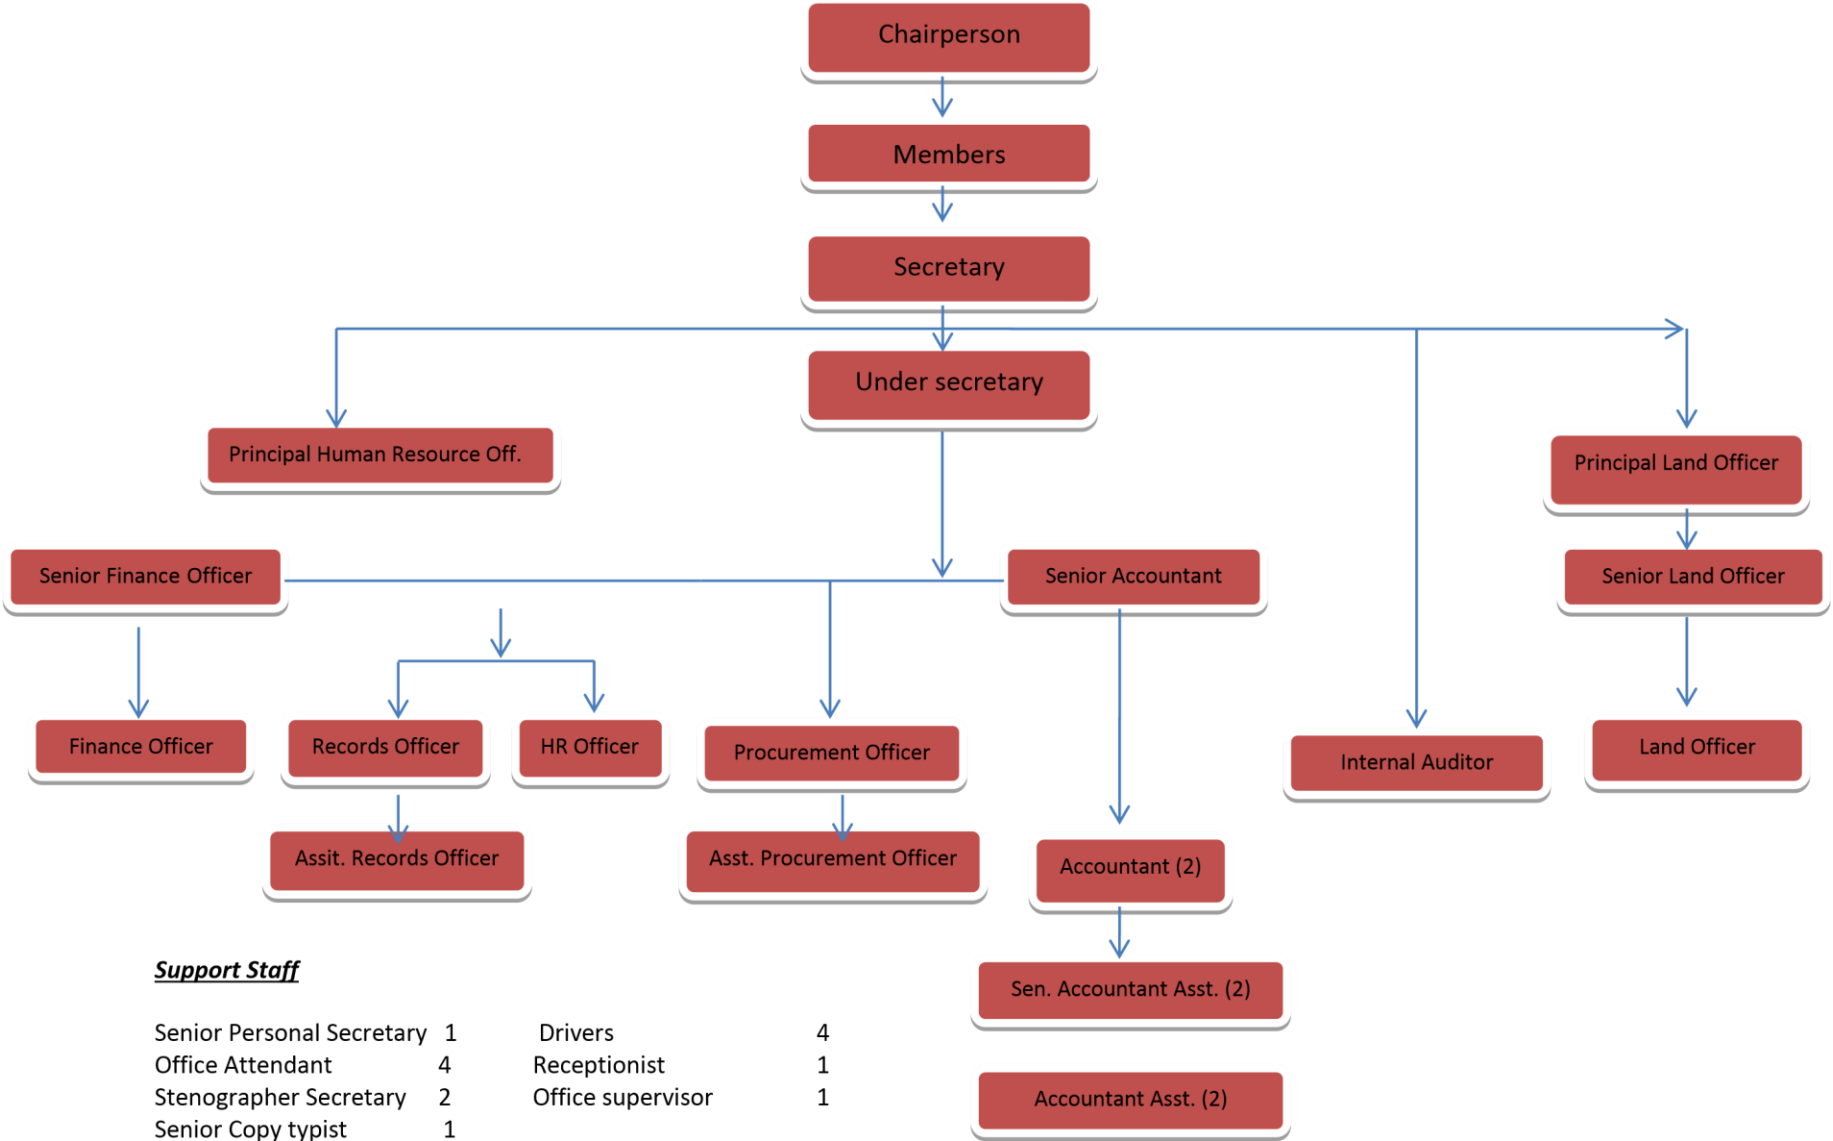 Chairperson
Members
Secretary
Under secretary
Principal Human Resource Off.
Principal Land Officer
Senior Finance Officer
Senior Accountant
Senior Land Officer
Finance Officer
Records Officer
HR Officer
Procurement Officer
Internal Auditor
Land Officer
Assit. Records Officer
Asst. Procurement Officer
Accountant (2)
Sen. Accountant Asst. (2)
Accountant Asst. (2)
Support Staff
Senior Personal Secretary 1 Drivers 4
Office Attendant 4 Receptionist 1
Stenographer Secretary 2 Office supervisor 1
Senior Copy typist 1